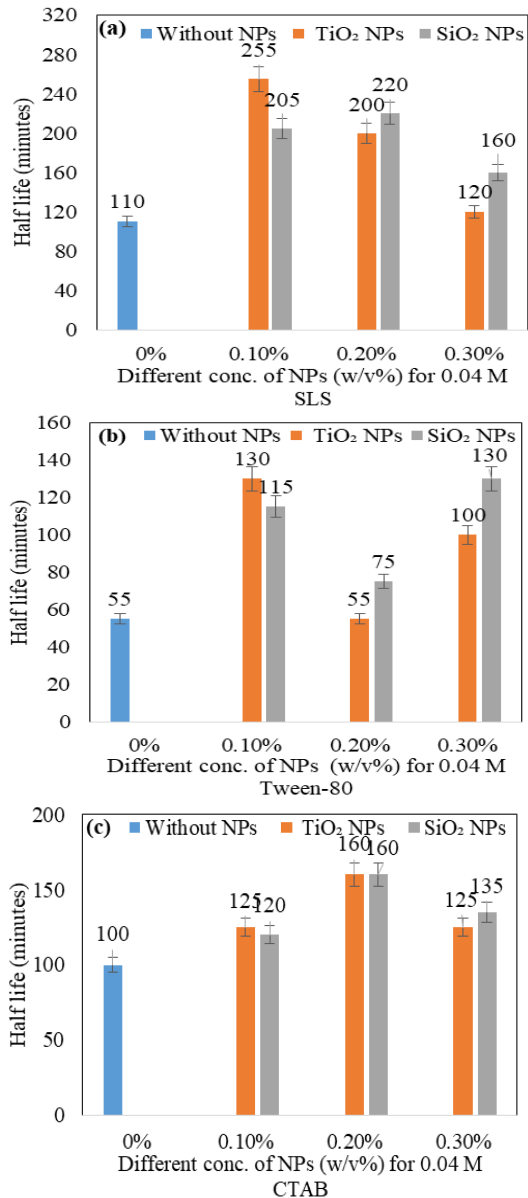 (a)
Without NPs TiO₂ NPs SiO₂ NPs
Half life (minutes)
320
280
240
200
160
120
80
40
0
110
255
205
200
220
120
160
0% 0.10% 0.20% 0.30%
Different conc. of NPs (w/v%) for 0.04 M
SLS
(b)
Without NPs TiO₂ NPs SiO₂ NPs
Half life (minutes)
160
140
120
100
80
60
40
20
0
55
130
115
55
75
100
130
0% 0.10% 0.20% 0.30%
Different conc. of NPs (w/v%) for 0.04 M
Tween-80
(c)
Without NPs TiO₂ NPs SiO₂ NPs
Half life (minutes)
200
150
100
50
0
100
125
120
160
160
125
135
0% 0.10% 0.20% 0.30%
Different conc. of NPs (w/v%) for 0.04 M
CTAB